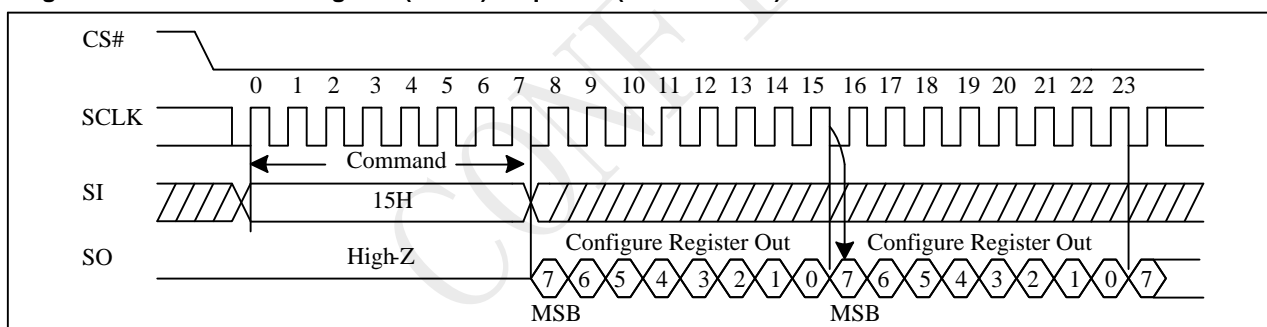 CS#
0 1 2 3 4 5 6 7 8 9 10 11 12 13 14 15 16 17 18 19 20 21 22 23
SCLK
Command
SI
15H
SO
High-Z
Configure Register Out
Configure Register Out
7 6 5 4 3 2 1 0 7 6 5 4 3 2 1 0 7
MSB
MSB